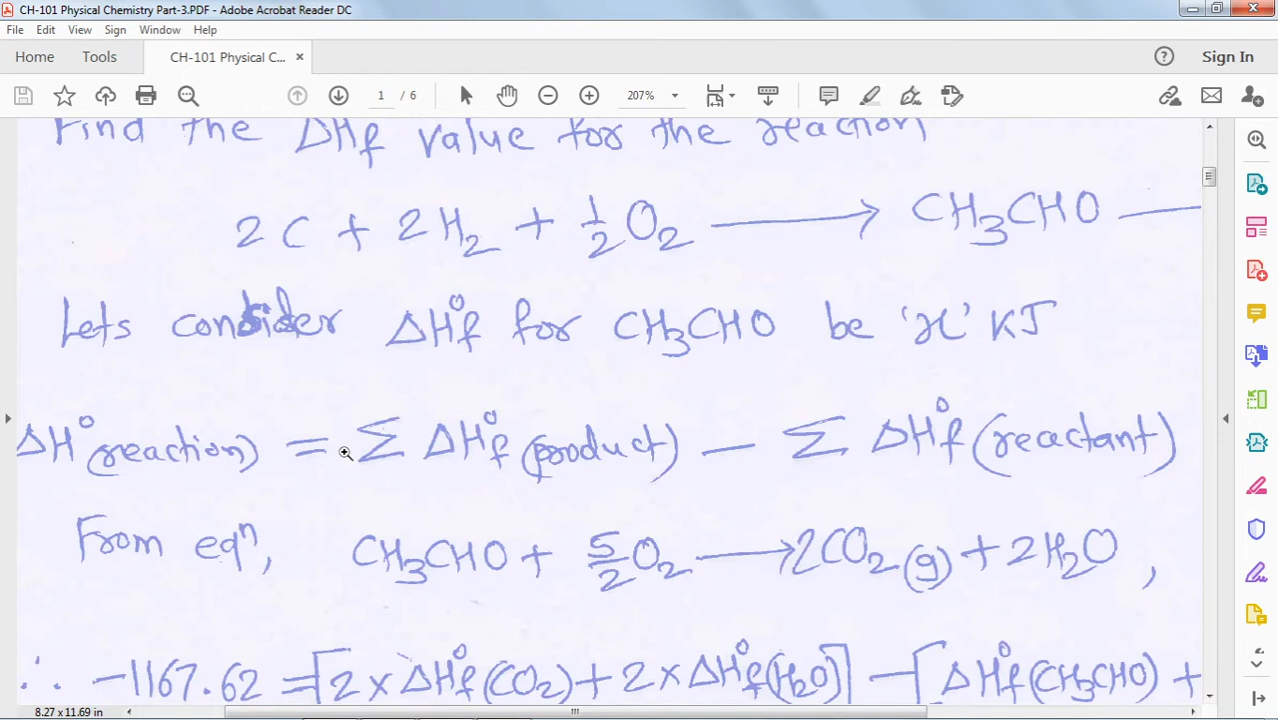 CH-101 Physical Chemistry Part-3.PDF - Adobe Acrobat Reader DC
File Edit View Sign Window Help
Home Tools CH-101 Physical C... × Sign In
1 / 6 207%
Find the ΔHf value for the reaction
2C + 2H₂ + 1/2 O₂ ⟶ CH₃CHO —
Lets consider ΔH°f for CH₃CHO be 'x' KJ
ΔH°(reaction) = Σ ΔH°f (product) — Σ ΔH°f (reactant)
From eqⁿ, CH₃CHO + 5/2 O₂ ⟶ 2CO₂(g) + 2H₂O ,
∴ -1167.62 = [2 x ΔH°f(CO₂) + 2 x ΔH°f(H₂O)] — [ΔH°f(CH₃CHO) +
8.27 x 11.69 in